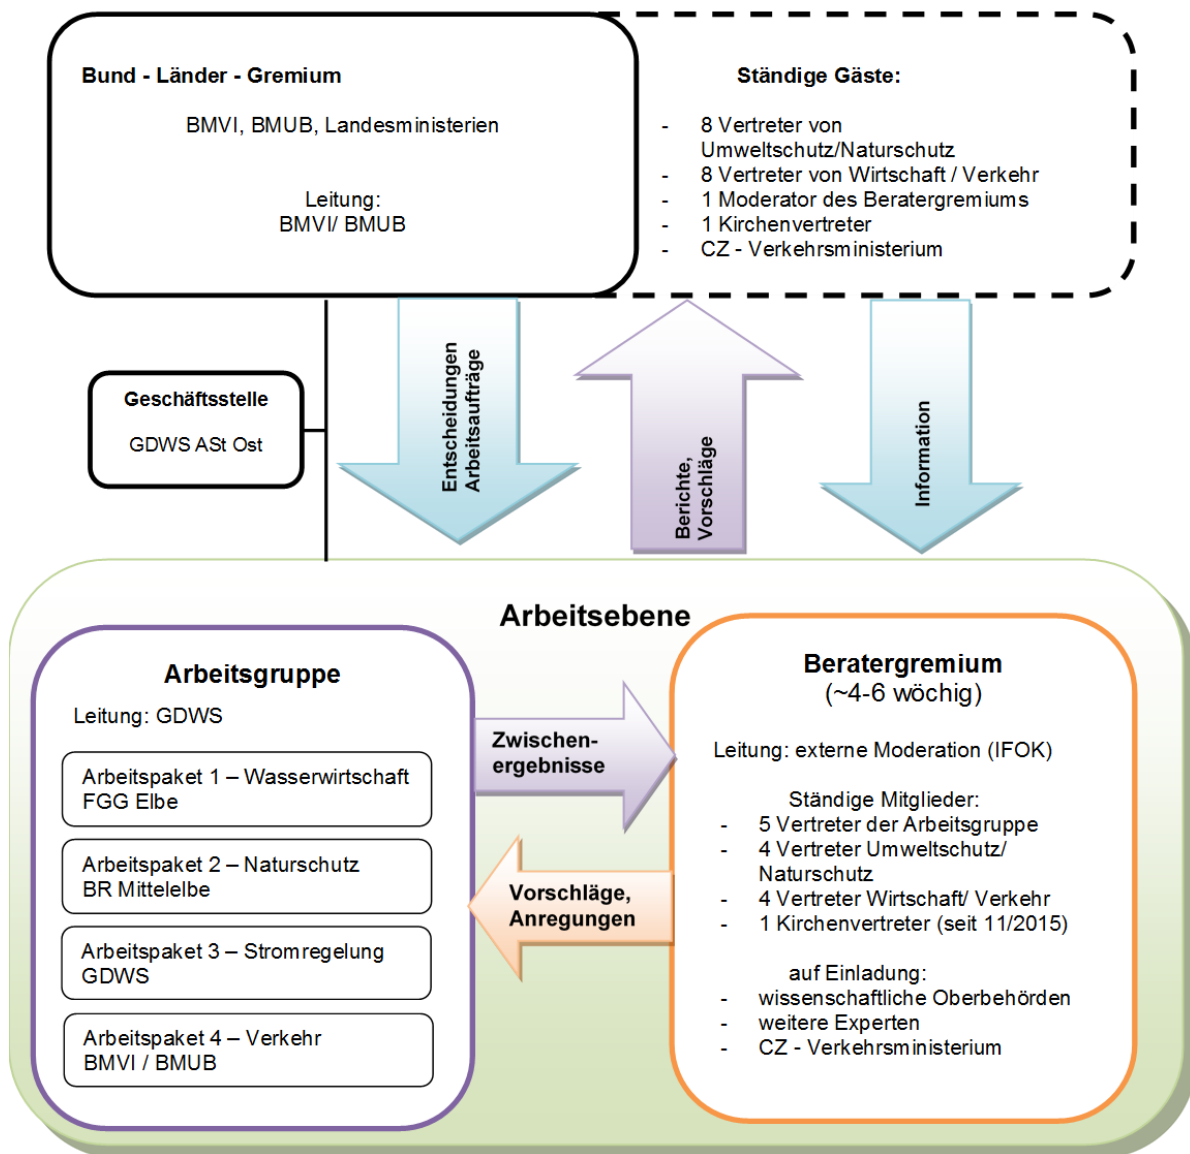 Bund - Länder - Gremium
BMVI, BMUB, Landesministerien
Leitung:
BMVI/ BMUB
Ständige Gäste:
- 8 Vertreter von
Umweltschutz/Naturschutz
- 8 Vertreter von Wirtschaft / Verkehr
- 1 Moderator des Beratergremiums
- 1 Kirchenvertreter
- CZ - Verkehrsministerium
Geschäftsstelle
GDWS ASt Ost
Entscheidungen
Arbeitsaufträge
Berichte,
Vorschläge
Information
Arbeitsebene
Arbeitsgruppe
Leitung: GDWS
Arbeitspaket 1 – Wasserwirtschaft
FGG Elbe
Arbeitspaket 2 – Naturschutz
BR Mittelelbe
Arbeitspaket 3 – Stromregelung
GDWS
Arbeitspaket 4 – Verkehr
BMVI / BMUB
Zwischen-
ergebnisse
Vorschläge,
Anregungen
Beratergremium
(~4-6 wöchig)
Leitung: externe Moderation (IFOK)
Ständige Mitglieder:
- 5 Vertreter der Arbeitsgruppe
- 4 Vertreter Umweltschutz/
Naturschutz
- 4 Vertreter Wirtschaft/ Verkehr
- 1 Kirchenvertreter (seit 11/2015)
auf Einladung:
- wissenschaftliche Oberbehörden
- weitere Experten
- CZ - Verkehrsministerium